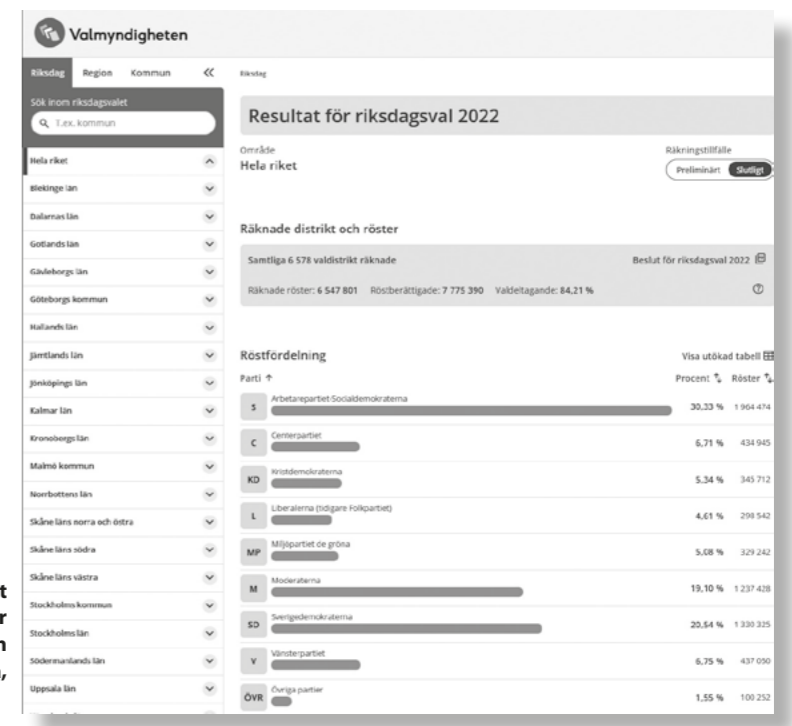 Valmyndigheten
Riksdag Region Kommun «
Sök inom riksdagsvalet
T.ex. kommun
Hela riket
Blekinge län
Dalarnas län
Gotlands län
Gävleborgs län
Göteborgs kommun
Hallands län
Jämtlands län
Jönköpings län
Kalmar län
Kronobergs län
Malmö kommun
Norrbottens län
Skåne läns norra och östra
Skåne läns södra
Skåne läns västra
Stockholms kommun
Stockholms län
Södermanlands län
Uppsala län
Riksdag
Resultat för riksdagsval 2022
Område
Hela riket
Räkningstillfälle
Preliminärt Slutligt
Räknade distrikt och röster
Samtliga 6 578 valdistrikt räknade Beslut för riksdagsval 2022
Räknade röster: 6 547 801 Röstberättigade: 7 775 390 Valdeltagande: 84,21 %
Röstfördelning Visa utökad tabell
Parti ↑ Procent Röster
S Arbetarepartiet-Socialdemokraterna 30,33 % 1 964 474
C Centerpartiet 6,71 % 434 945
KD Kristdemokraterna 5,34 % 345 712
L Liberalerna (tidigare Folkpartiet) 4,61 % 298 542
MP Miljöpartiet de gröna 5,08 % 329 242
M Moderaterna 19,10 % 1 237 428
SD Sverigedemokraterna 20,54 % 1 330 325
V Vänsterpartiet 6,75 % 437 050
ÖVR Övriga partier 1,55 % 100 252
t
r